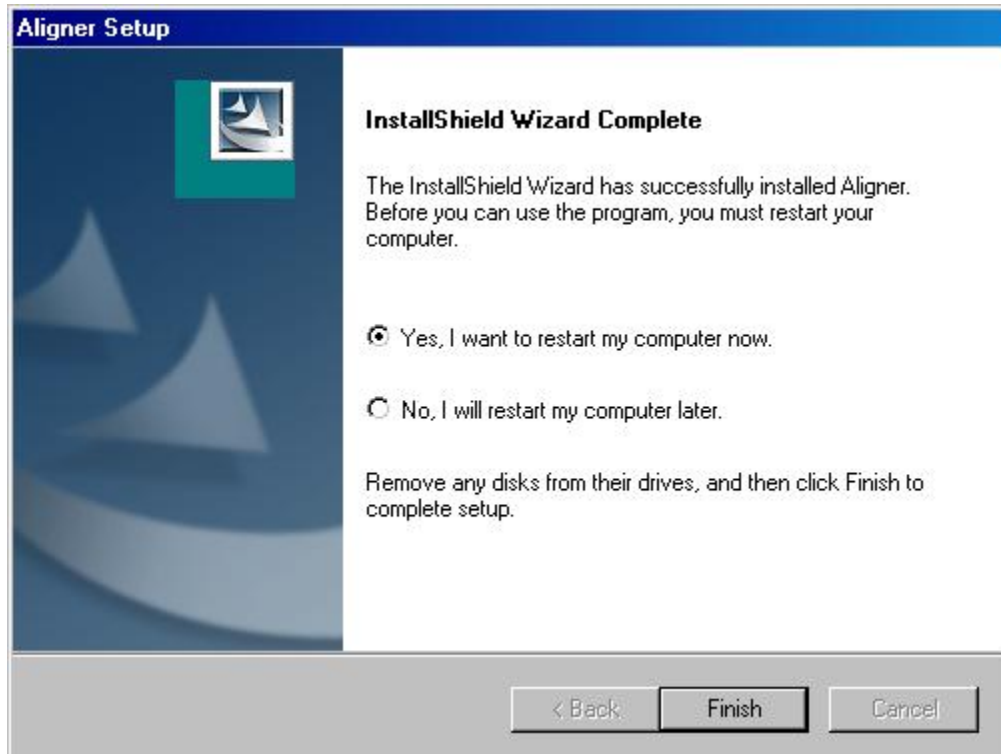 Aligner Setup
InstallShield Wizard Complete
The InstallShield Wizard has successfully installed Aligner.
Before you can use the program, you must restart your
computer.
Yes, I want to restart my computer now.
No, I will restart my computer later.
Remove any disks from their drives, and then click Finish to
complete setup.
< Back Finish Cancel